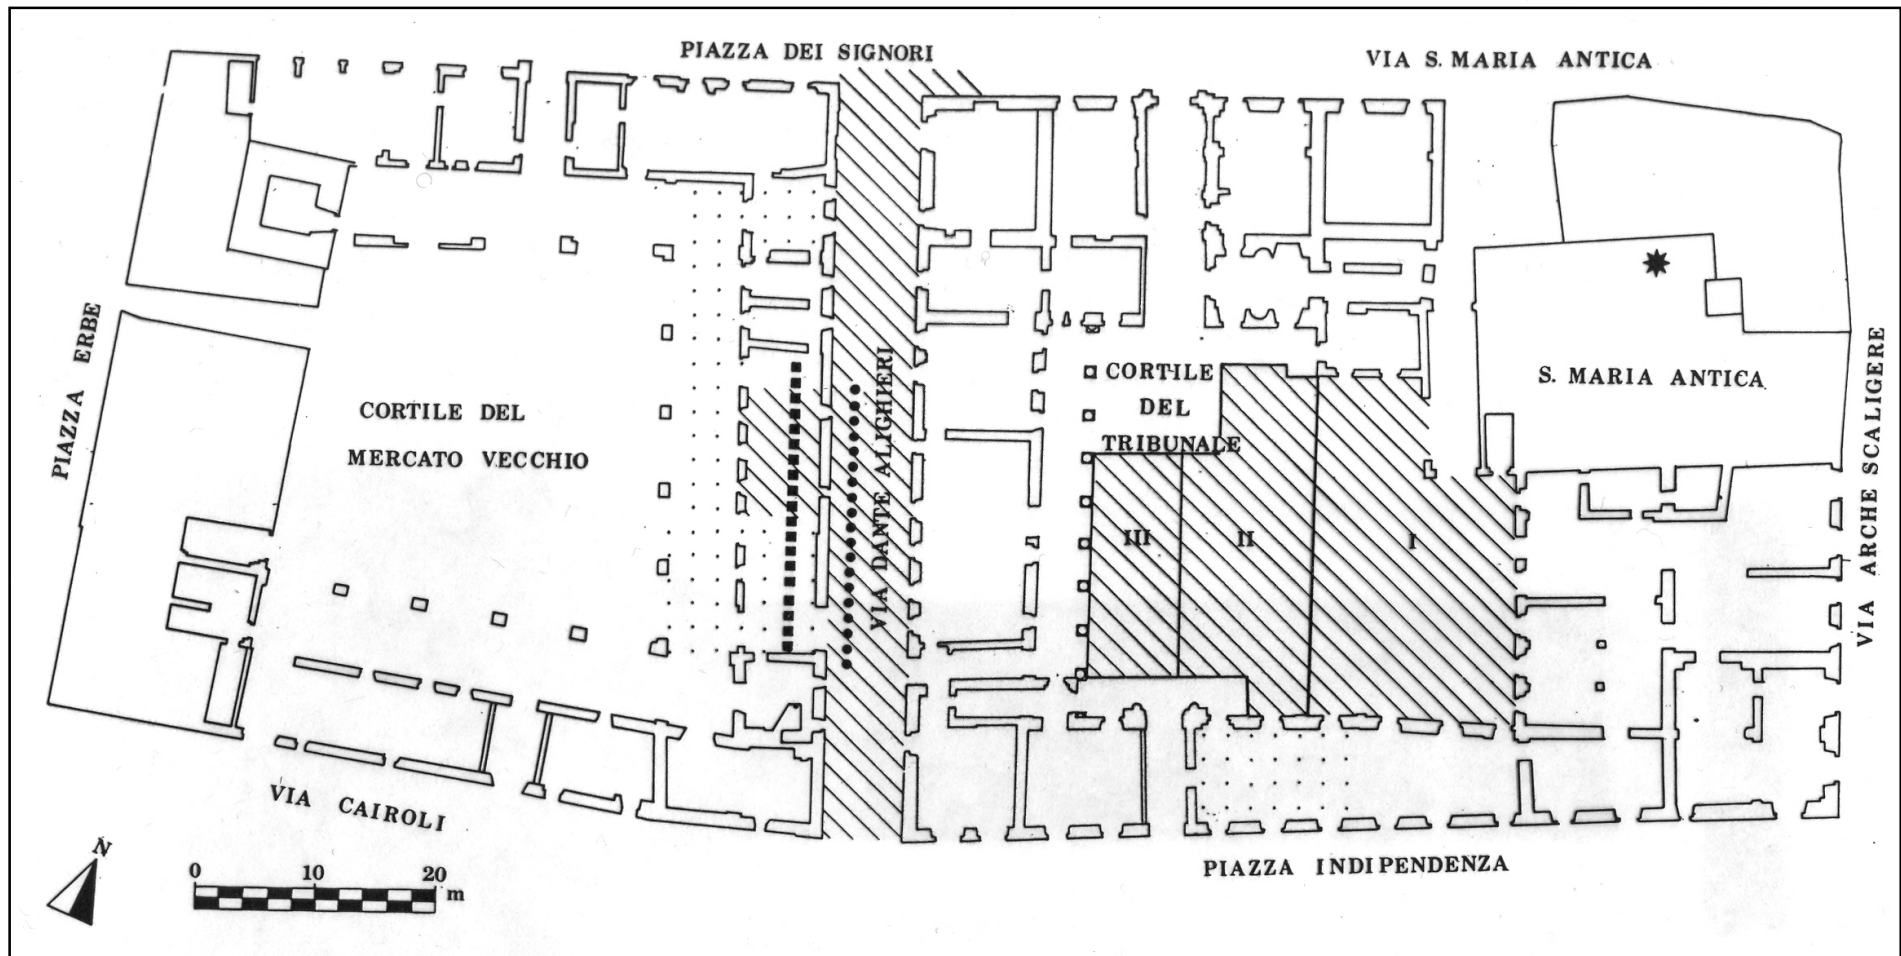 PIAZZA DEI SIGNORI
VIA S. MARIA ANTICA
PIAZZA ERBE
CORTILE DEL
MERCATO VECCHIO
VIA DANTE ALIGHIERI
CORTILE
DEL
TRIBUNALE
III
II
I
S. MARIA ANTICA
VIA ARCHE SCALIGERE
VIA CAIROLI
PIAZZA INDIPENDENZA
N
0 10 20
m